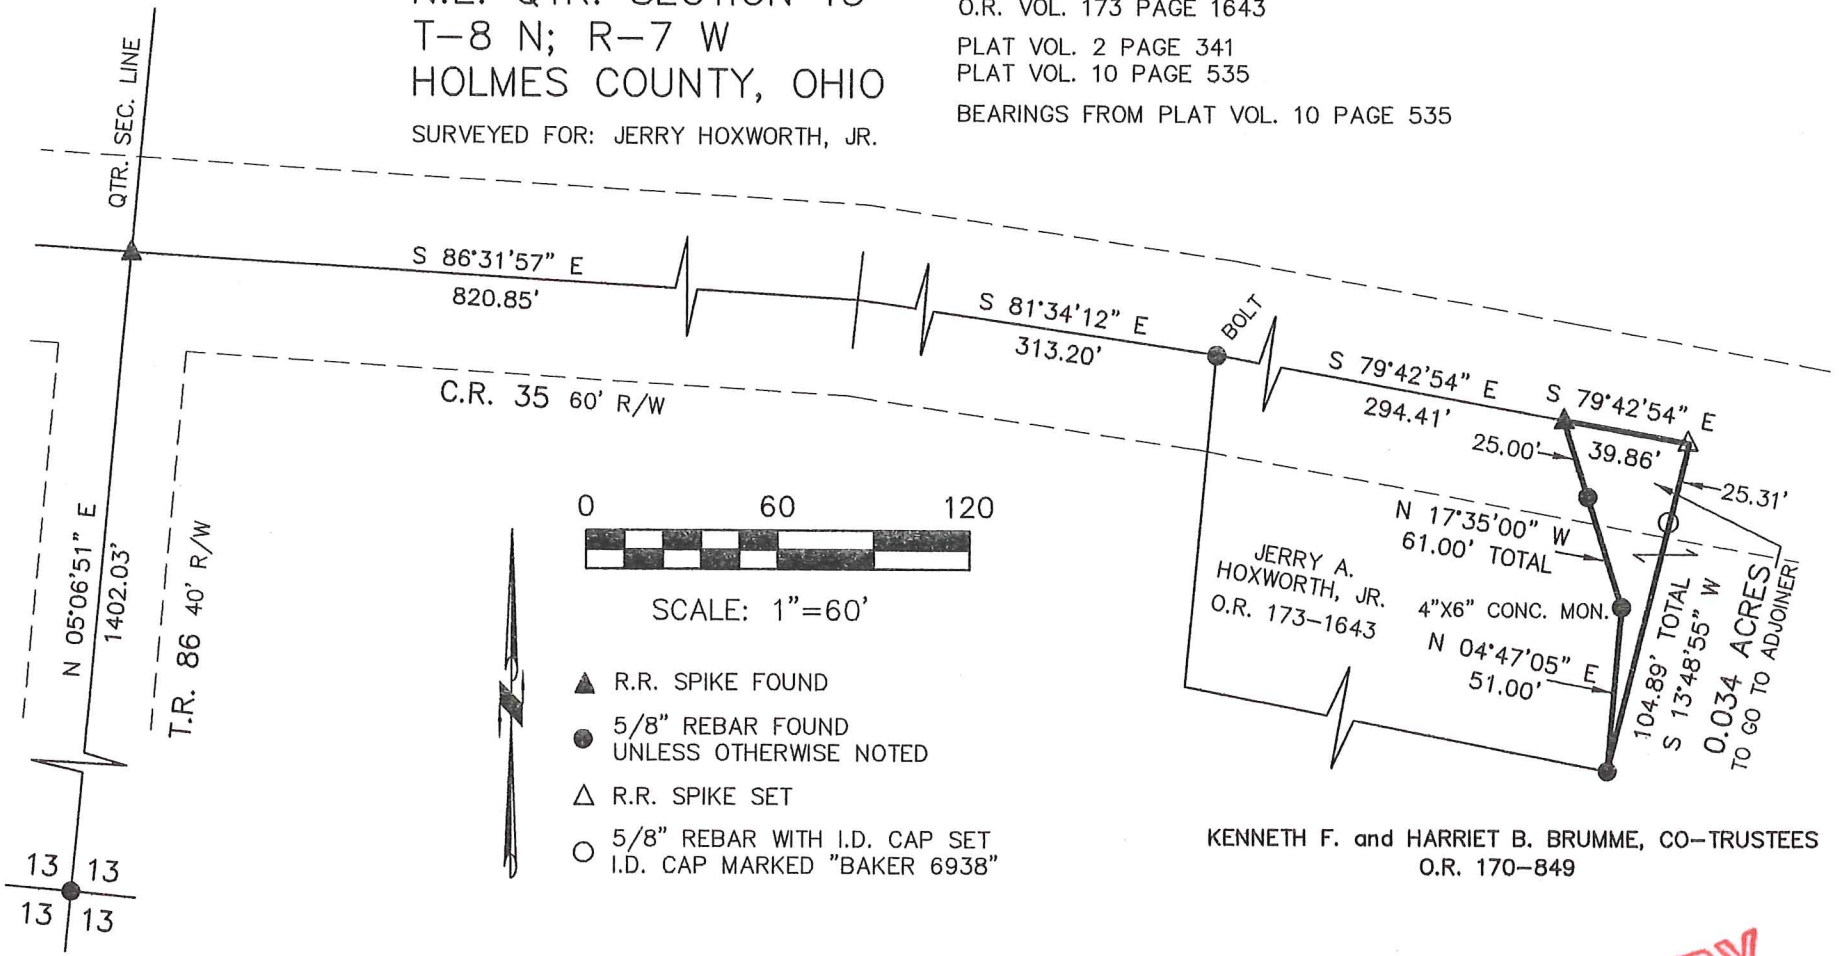 T–8 N; R–7 W
HOLMES COUNTY, OHIO
SURVEYED FOR: JERRY HOXWORTH, JR.
O.R. VOL. 173 PAGE 1643
PLAT VOL. 2 PAGE 341
PLAT VOL. 10 PAGE 535
BEARINGS FROM PLAT VOL. 10 PAGE 535
QTR. SEC. LINE
S 86°31'57" E
820.85'
S 81°34'12" E
313.20'
BOLT
S 79°42'54" E
294.41'
S 79°42'54" E
39.86'
25.00'
25.31'
C.R. 35 60' R/W
N 05°06'51" E
1402.03'
T.R. 86 40' R/W
0 60 120
SCALE: 1"=60'
N
N 17°35'00" W
61.00' TOTAL
JERRY A.
HOXWORTH, JR.
O.R. 173–1643
4"X6" CONC. MON.
N 04°47'05" E
51.00'
104.89' TOTAL
S 13°48'55" W
0.034 ACRES
TO GO TO ADJOINER
R.R. SPIKE FOUND
5/8" REBAR FOUND
UNLESS OTHERWISE NOTED
R.R. SPIKE SET
5/8" REBAR WITH I.D. CAP SET
I.D. CAP MARKED "BAKER 6938"
KENNETH F. and HARRIET B. BRUMME, CO–TRUSTEES
O.R. 170–849
13 13
13 13